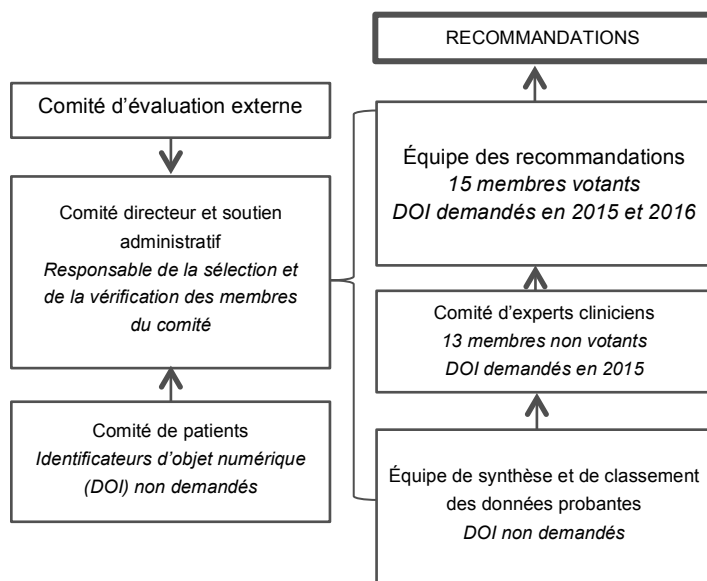 RECOMMANDATIONS
Comité d'évaluation externe
Comité directeur et soutien
administratif
Responsable de la sélection et
de la vérification des membres
du comité
Comité de patients
Identificateurs d'objet numérique
(DOI) non demandés
Équipe des recommandations
15 membres votants
DOI demandés en 2015 et 2016
Comité d'experts cliniciens
13 membres non votants
DOI demandés en 2015
Équipe de synthèse et de classement
des données probantes
DOI non demandés